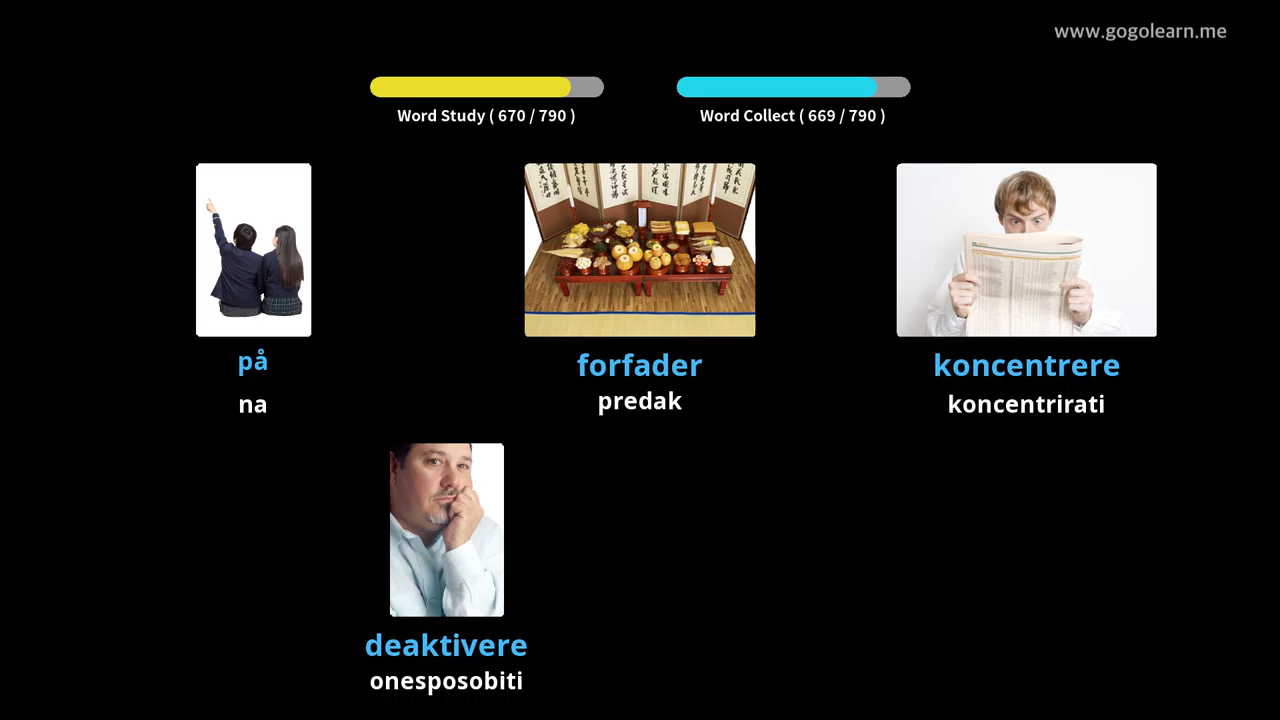 www.gogolearn.me
Word Study ( 670 / 790 )
Word Collect ( 669 / 790 )
på
forfader
koncentrere
na
predak
koncentrirati
deaktivere
onesposobiti